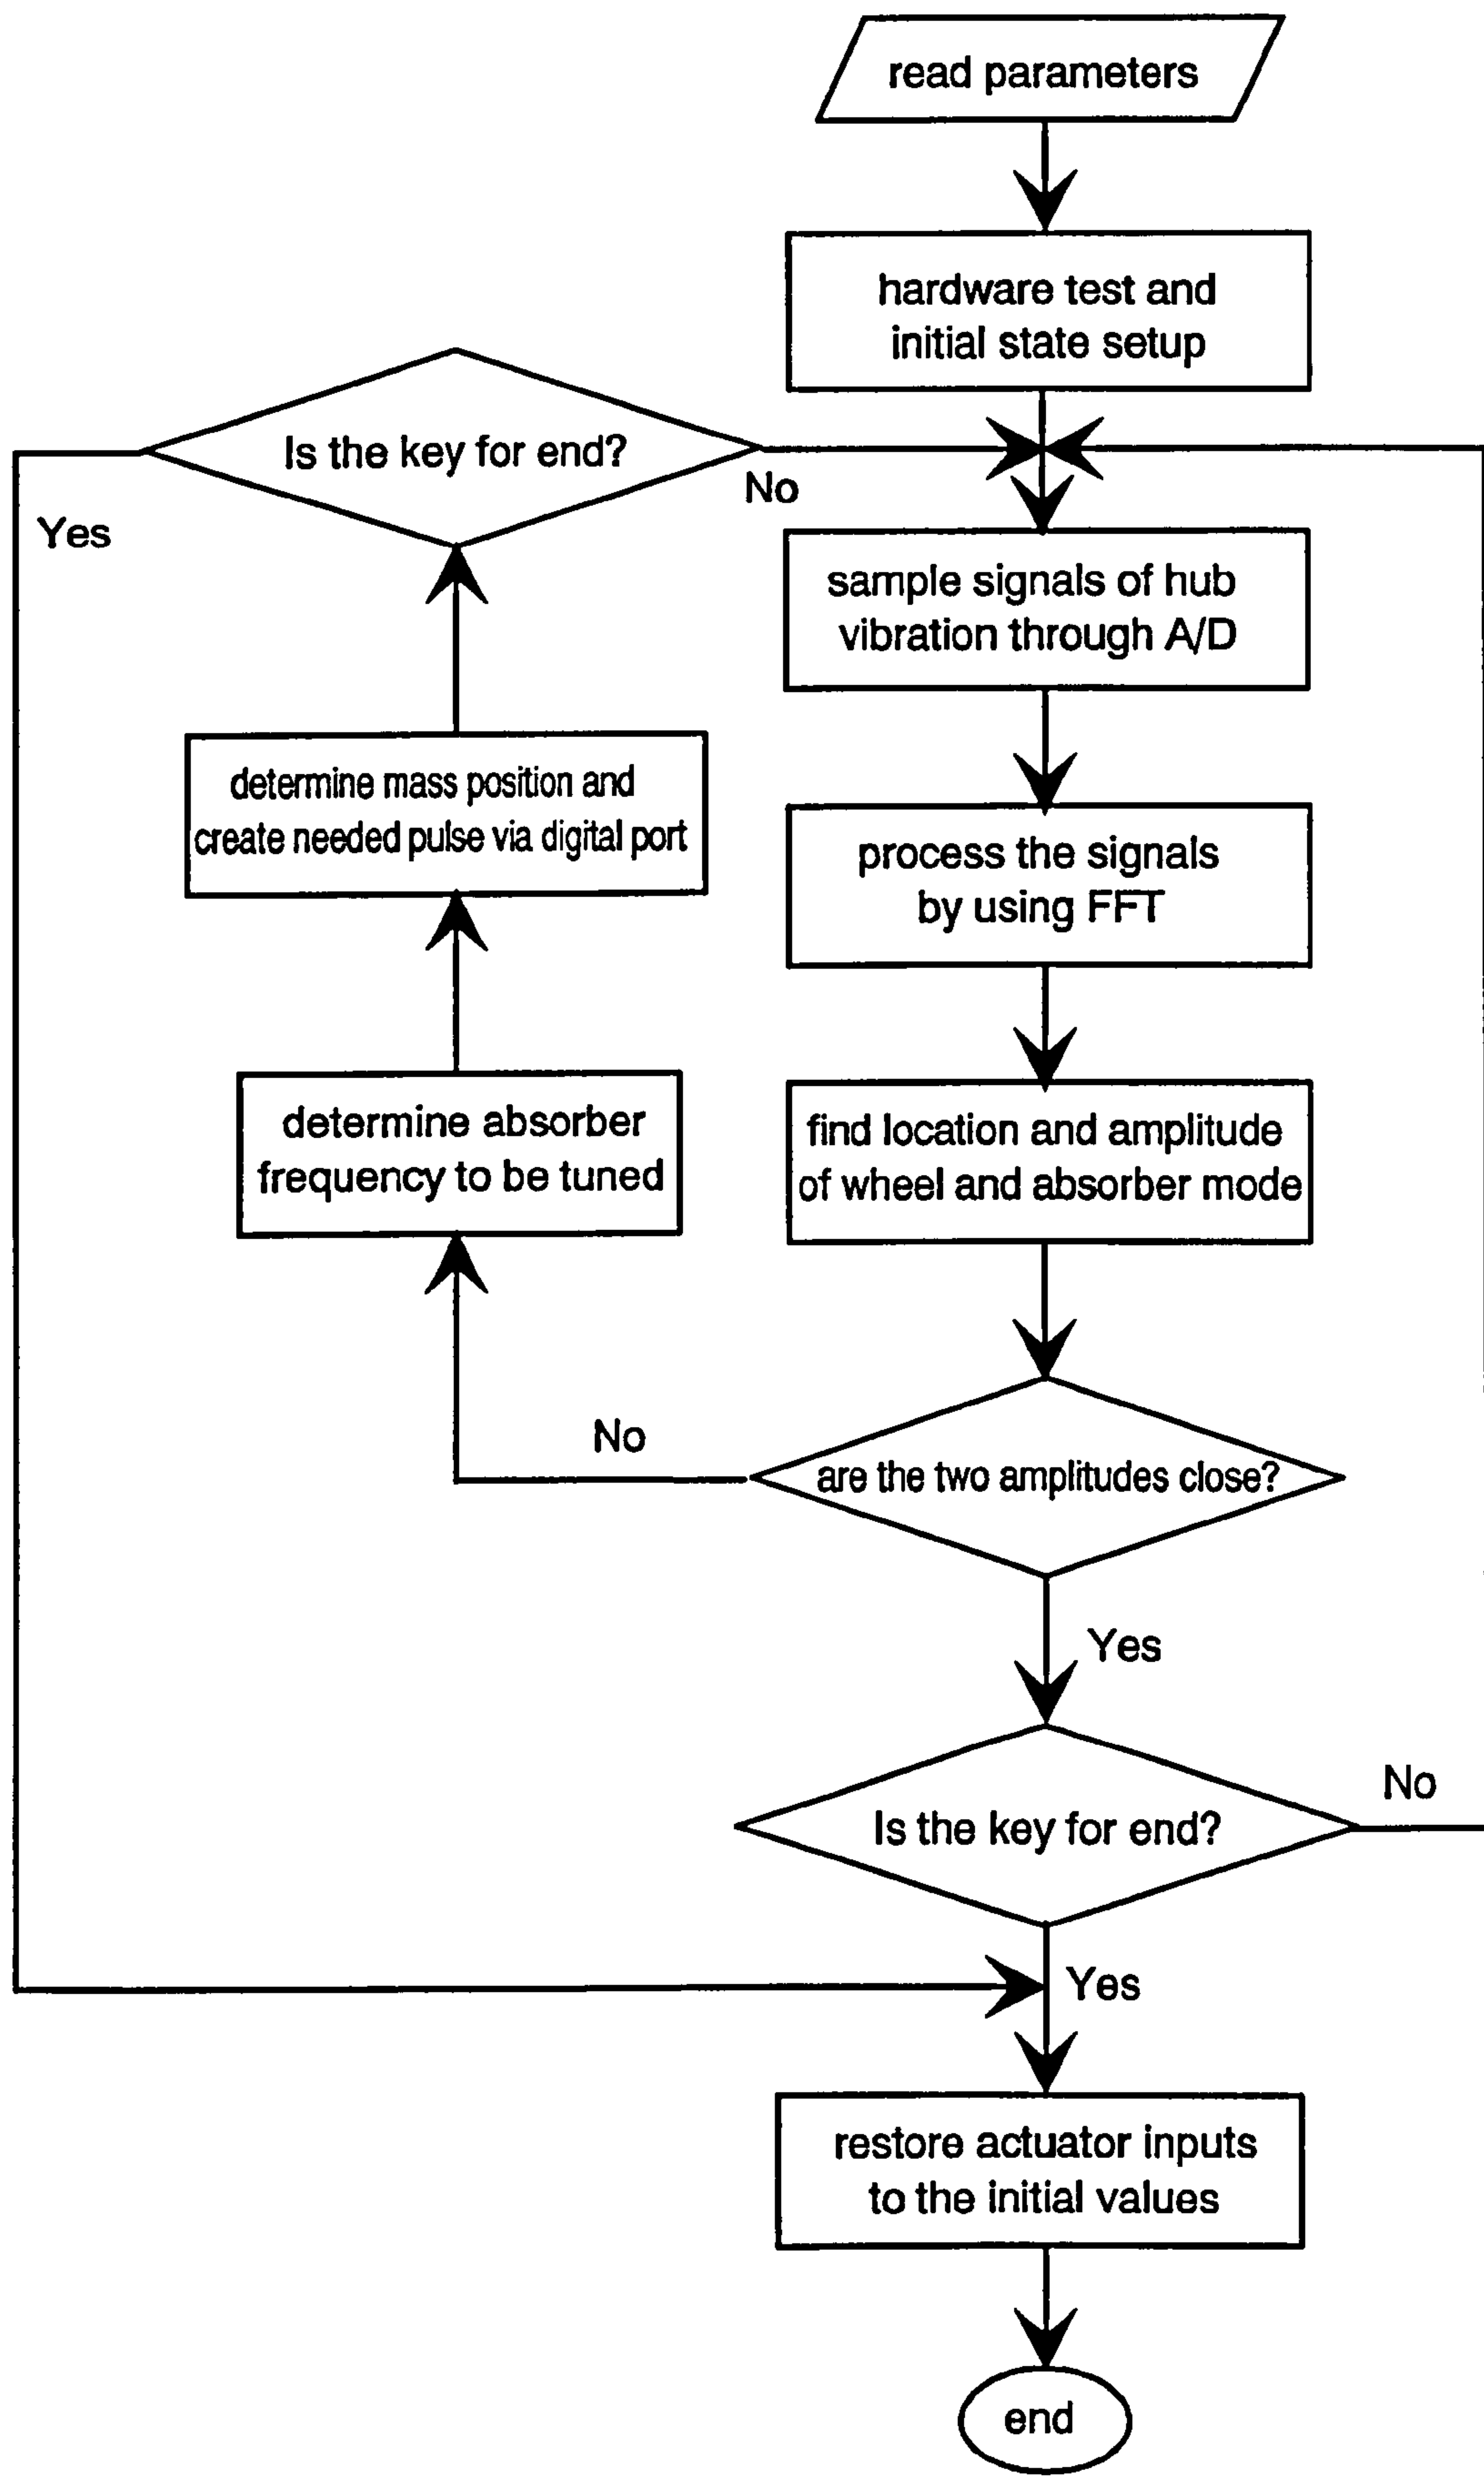 read parameters
hardware test and
initial state setup
Is the key for end?
No
Yes
sample signals of hub
vibration through A/D
determine mass position and
create needed pulse via digital port
process the signals
by using FFT
determine absorber
frequency to be tuned
find location and amplitude
of wheel and absorber mode
No
are the two amplitudes close?
Yes
No
Is the key for end?
Yes
restore actuator inputs
to the initial values
end